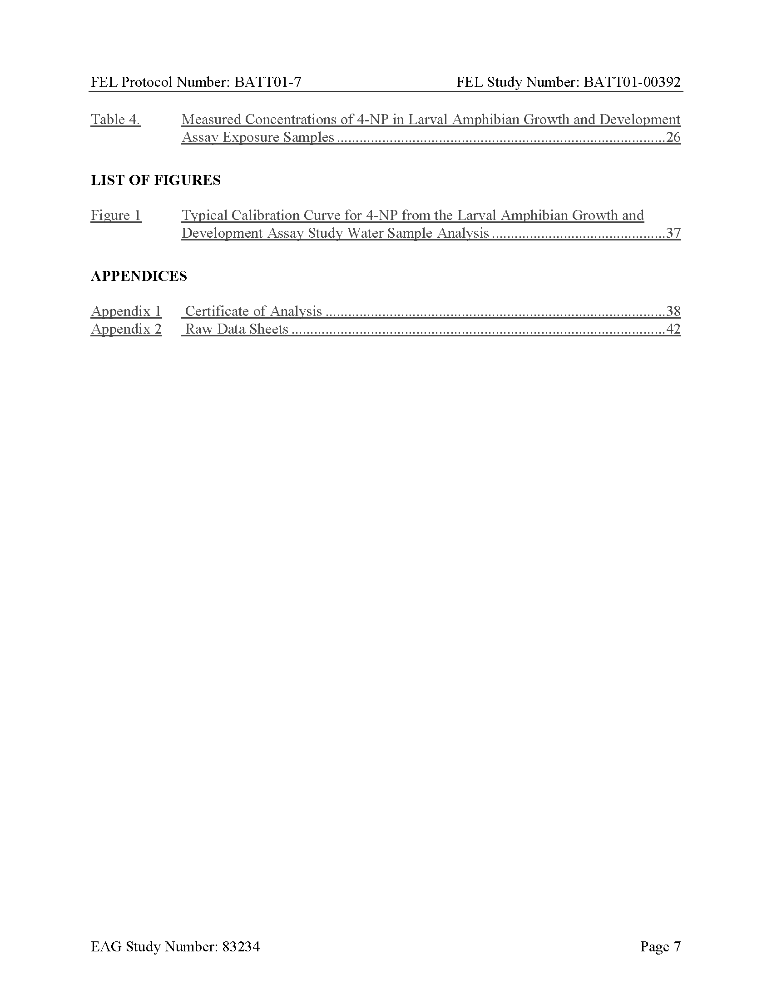 FEL Protocol Number: BATT01-7 FEL Study Number: BATT01-00392
Table 4. Measured Concentrations of 4-NP in Larval Amphibian Growth and Development
Assay Exposure Samples ........................................................................................26
LIST OF FIGURES
Figure 1 Typical Calibration Curve for 4-NP from the Larval Amphibian Growth and
Development Assay Study Water Sample Analysis ..............................................37
APPENDICES
Appendix 1 Certificate of Analysis ...........................................................................................38
Appendix 2 Raw Data Sheets ....................................................................................................42
EAG Study Number: 83234 Page 7